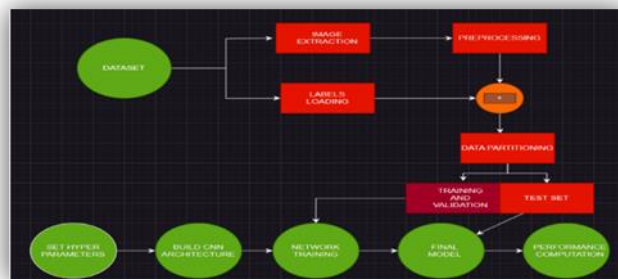 IMAGE
EXTRACTION
PREPROCESSING
DATASET
LABELS
LOADING
+
DATA PARTITIONING
TRAINING
AND
VALIDATION
TEST SET
SET HYPER
PARAMETERS
BUILD CNN
ARCHITECTURE
NETWORK
TRAINING
FINAL
MODEL
PERFORMANCE
COMPUTATION